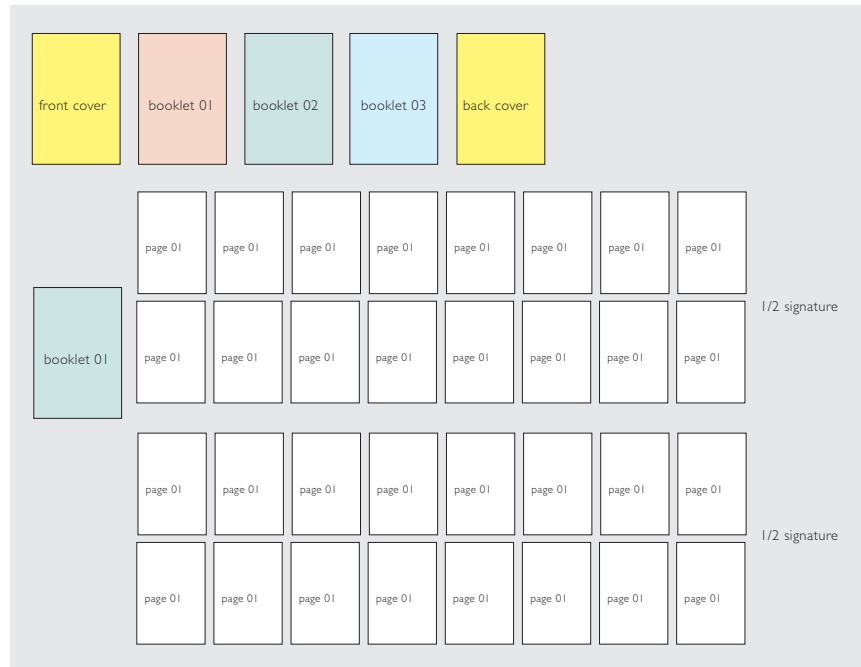 front cover
booklet 01
booklet 02
booklet 03
back cover
page 01 page 01 page 01 page 01 page 01 page 01 page 01 page 01
1/2 signature
booklet 01
page 01 page 01 page 01 page 01 page 01 page 01 page 01 page 01
page 01 page 01 page 01 page 01 page 01 page 01 page 01 page 01
1/2 signature
page 01 page 01 page 01 page 01 page 01 page 01 page 01 page 01